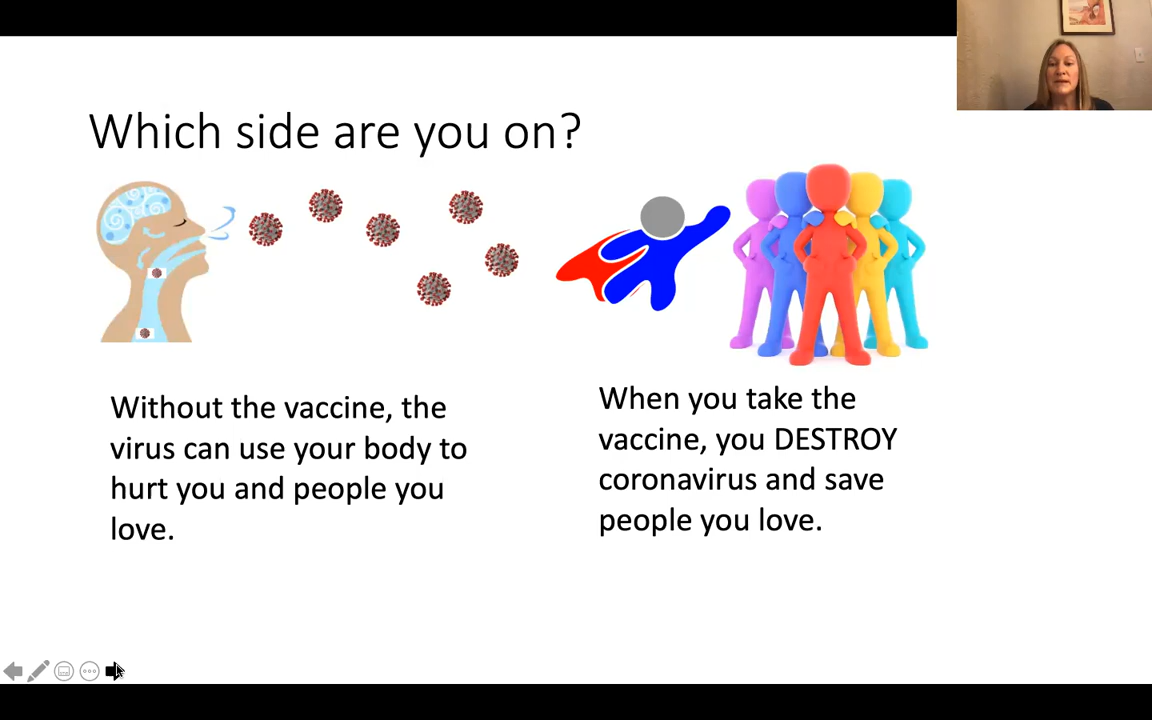 Which side are you on?
Without the vaccine, the
virus can use your body to
hurt you and people you
love.
When you take the
vaccine, you DESTROY
coronavirus and save
people you love.